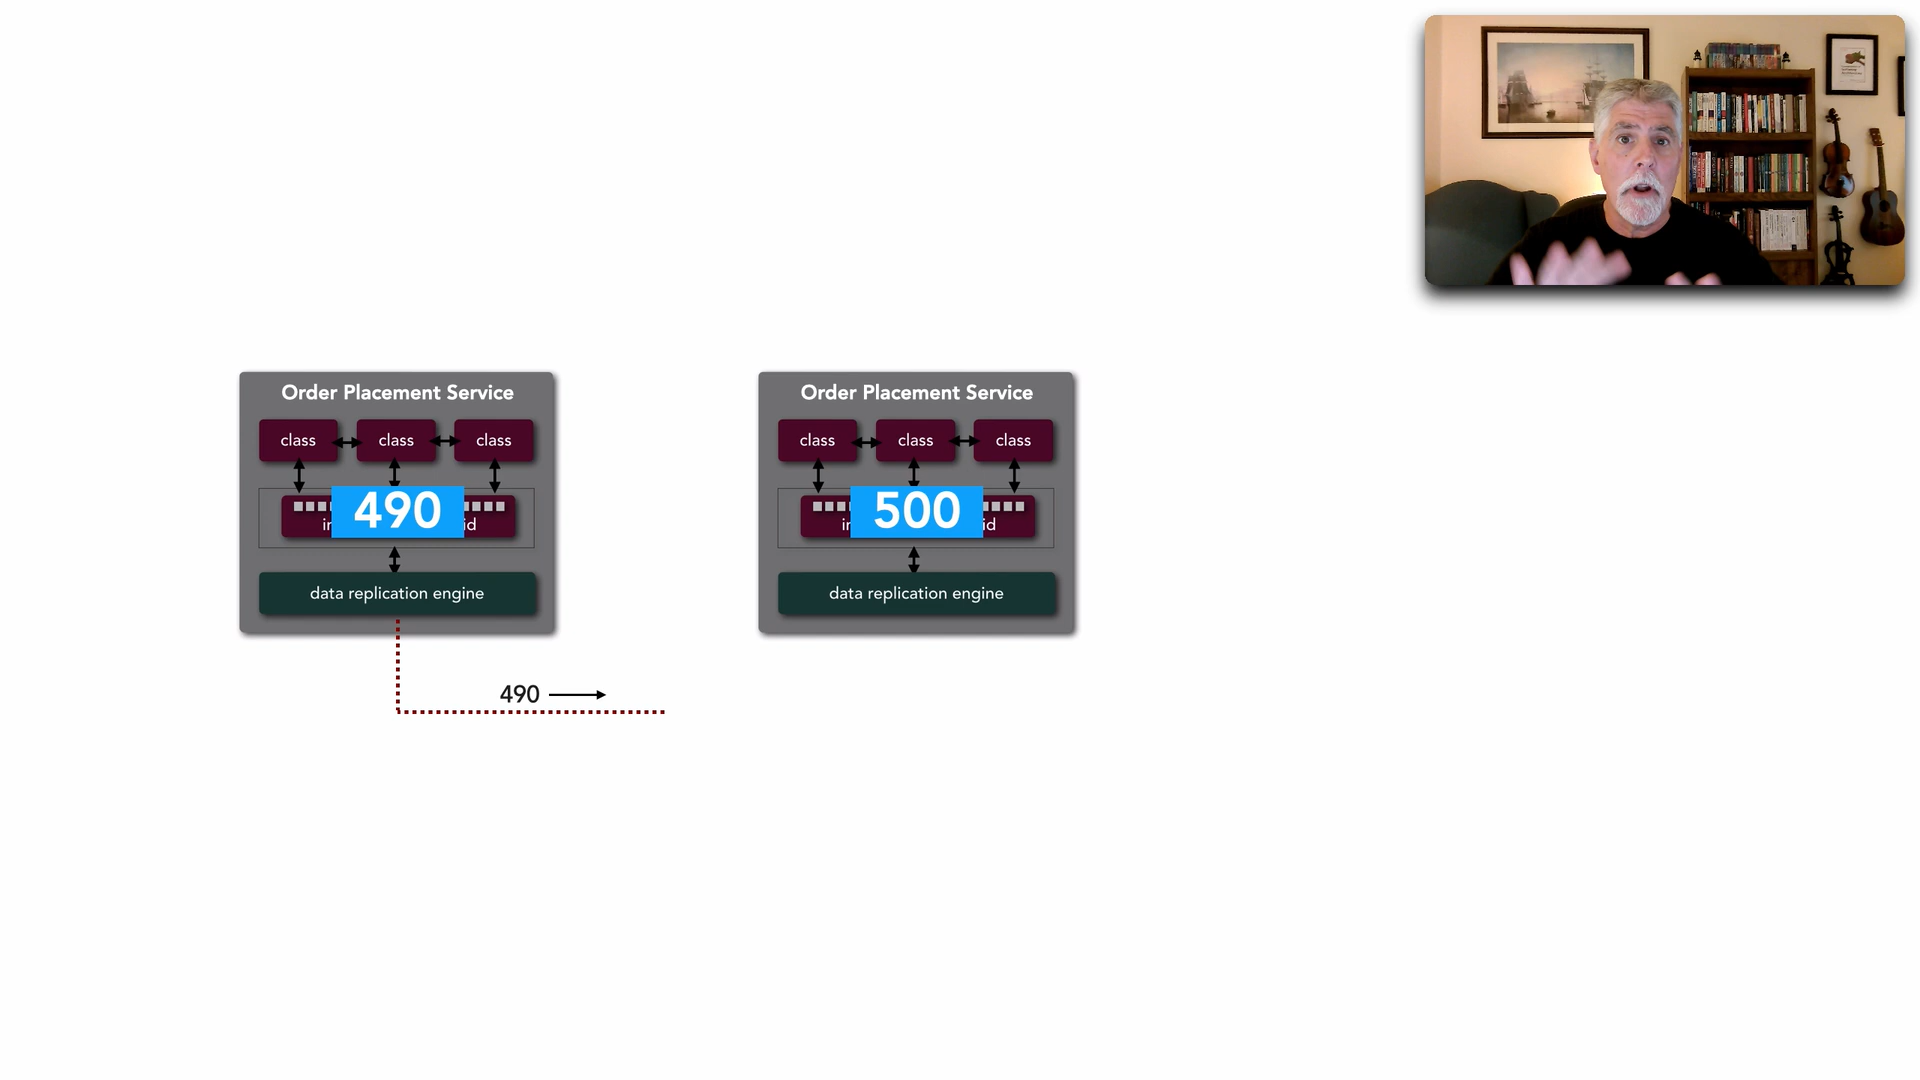 Order Placement Service
class class class
490
data replication engine
490
Order Placement Service
class class class
500
data replication engine